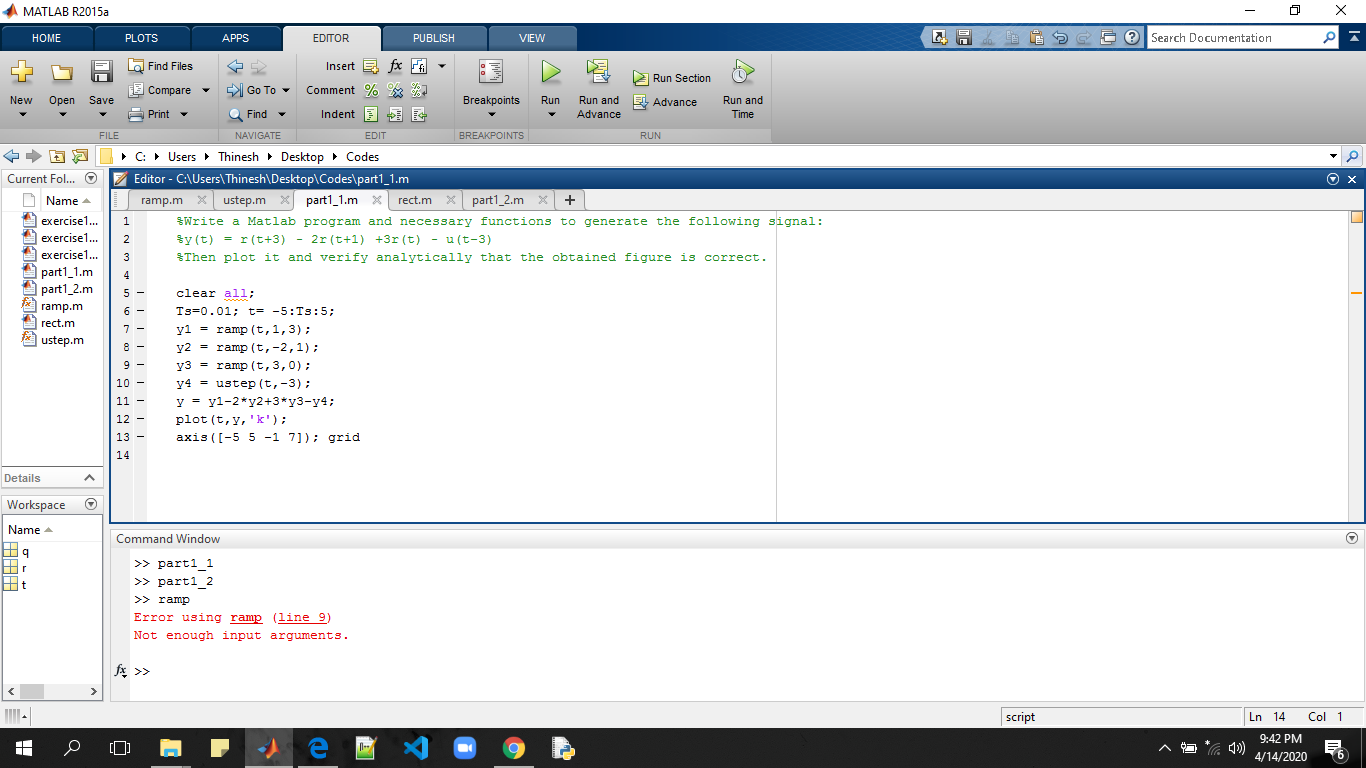 MATLAB R2015a
HOME PLOTS APPS EDITOR PUBLISH VIEW
Search Documentation
New Open Save
Find Files
Compare
Print
Go To
Find
Insert fx
Comment
Indent
Breakpoints
Run
Run and Advance
Run Section
Advance
Run and Time
FILE NAVIGATE EDIT BREAKPOINTS RUN
C: Users Thinesh Desktop Codes
Current Fol...
Name
exercise1...
exercise1...
exercise1...
part1_1.m
part1_2.m
ramp.m
rect.m
ustep.m
Details
Workspace
Name
q
r
t
Editor - C:\Users\Thinesh\Desktop\Codes\part1_1.m
ramp.m ustep.m part1_1.m rect.m part1_2.m
1 %Write a Matlab program and necessary functions to generate the following signal:
2 %y(t) = r(t+3) - 2r(t+1) +3r(t) - u(t-3)
3 %Then plot it and verify analytically that the obtained figure is correct.
4
5 – clear all;
6 – Ts=0.01; t= -5:Ts:5;
7 – y1 = ramp(t,1,3);
8 – y2 = ramp(t,-2,1);
9 – y3 = ramp(t,3,0);
10 – y4 = ustep(t,-3);
11 – y = y1-2*y2+3*y3-y4;
12 – plot(t,y,'k');
13 – axis([-5 5 -1 7]); grid
14
Command Window
>> part1_1
>> part1_2
>> ramp
Error using ramp (line 9)
Not enough input arguments.
fx >>
script
Ln 14 Col 1
9:42 PM
4/14/2020
6